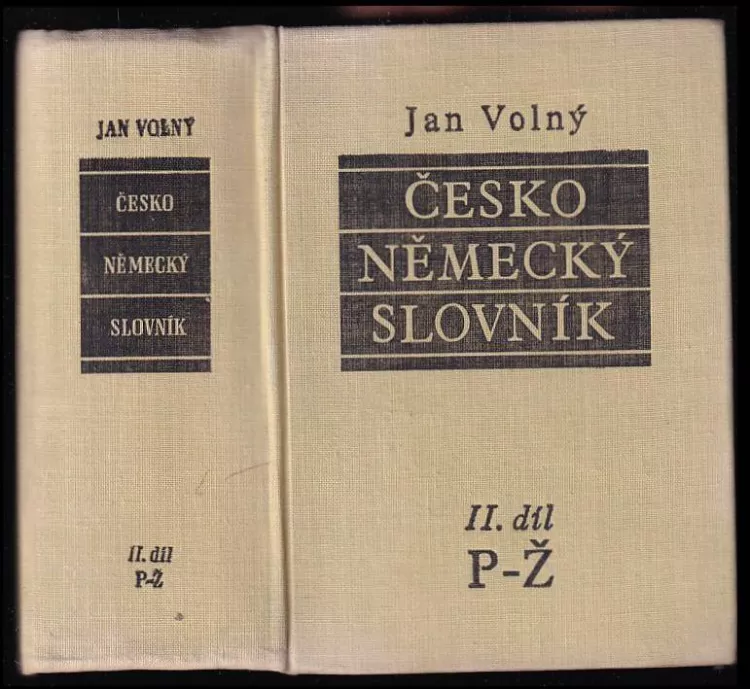 JAN VOLNÝ
ČESKO
NĚMECKÝ
SLOVNÍK
II. díl
P-Ž
Jan Volný
ČESKO
NĚMECKÝ
SLOVNÍK
II. díl
P-Ž